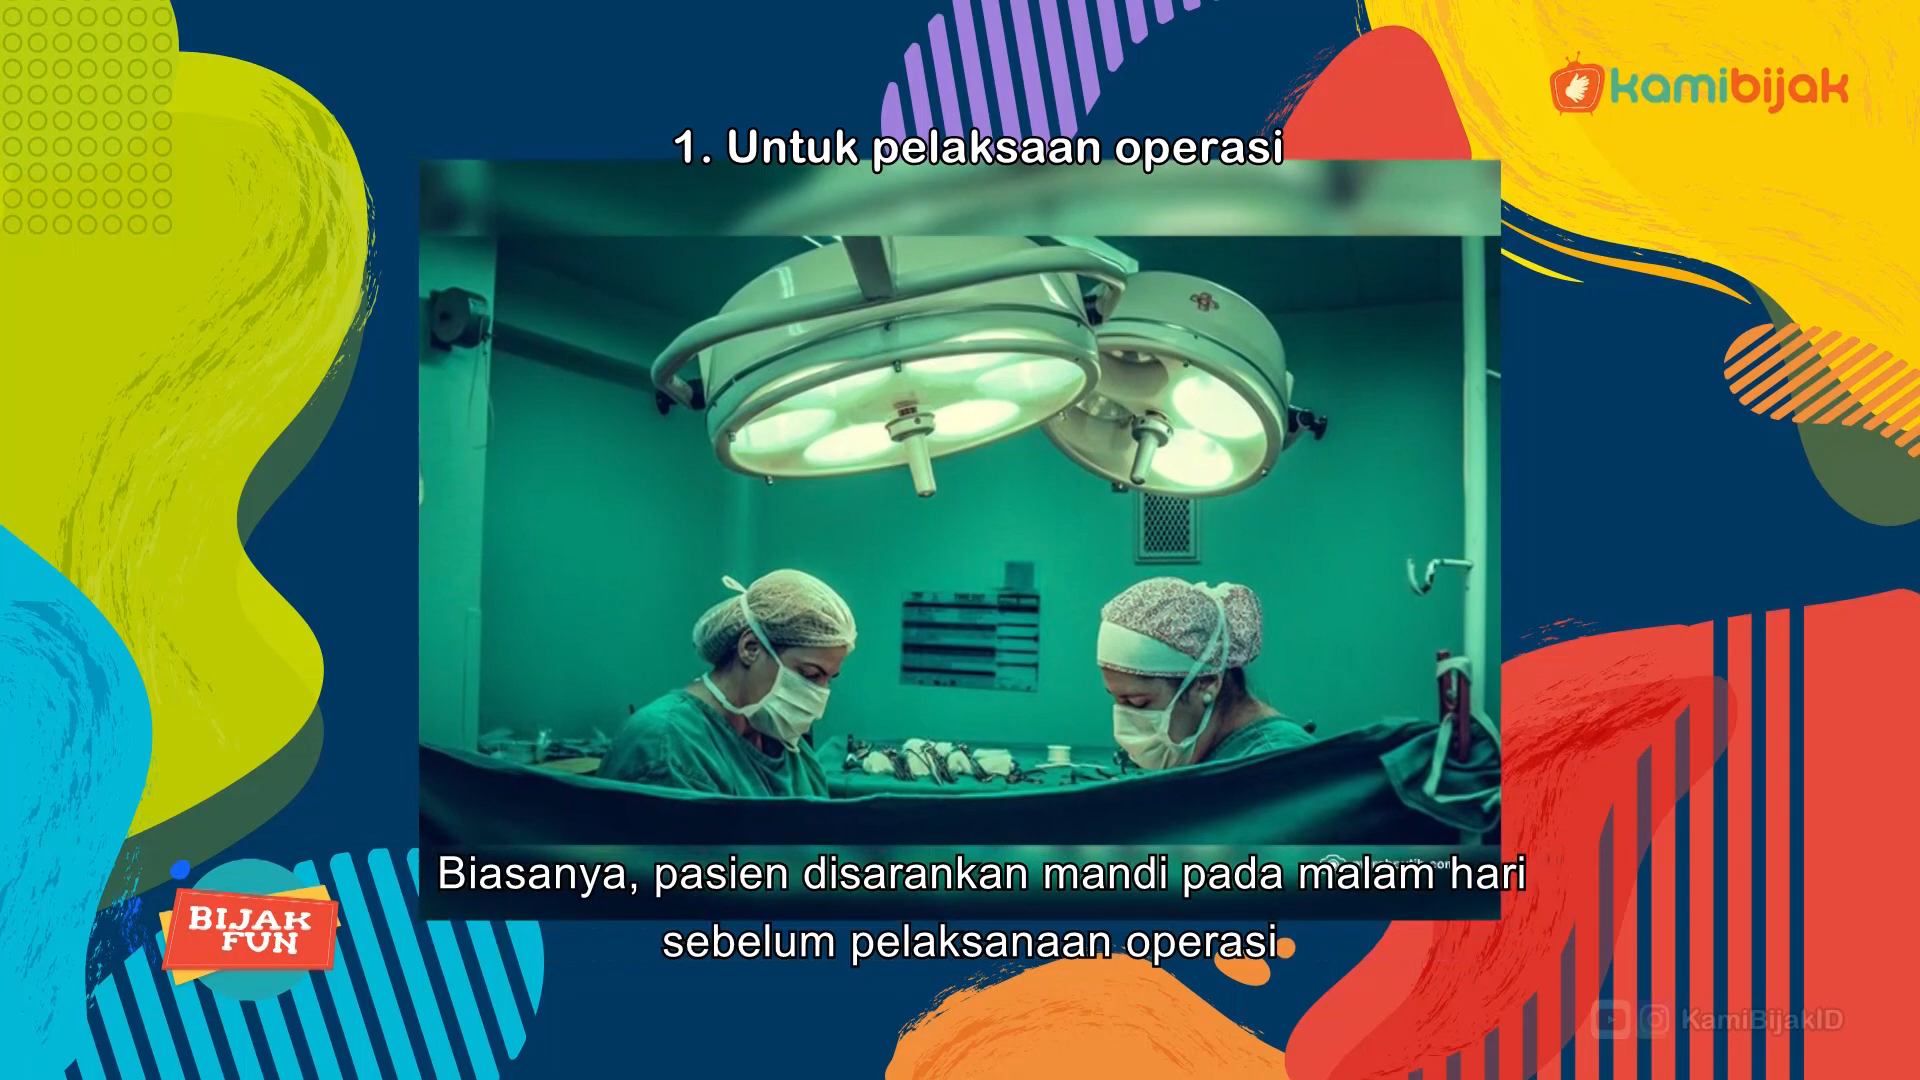 kamibijak
1. Untuk pelaksaan operasi
Biasanya, pasien disarankan mandi pada malam hari
sebelum pelaksanaan operasi
BIJAK
FUN
KamiBijakID